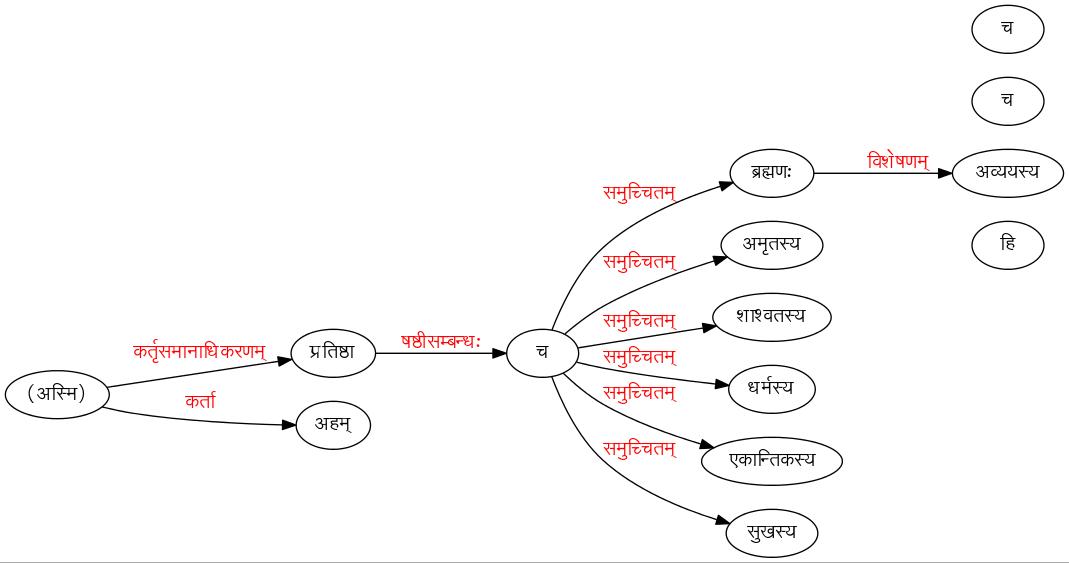 च
च
ब्रह्मणः
विशेषणम्
अव्ययस्य
समुच्चितम्
अमृतस्य
हि
समुच्चितम्
समुच्चितम्
शाश्वतस्य
कर्तृसमानाधिकरणम्
प्रतिष्ठा
षष्ठीसम्बन्धः
च
समुच्चितम्
(अस्मि)
कर्ता
समुच्चितम्
धर्मस्य
अहम्
समुच्चितम्
एकान्तिकस्य
सुखस्य